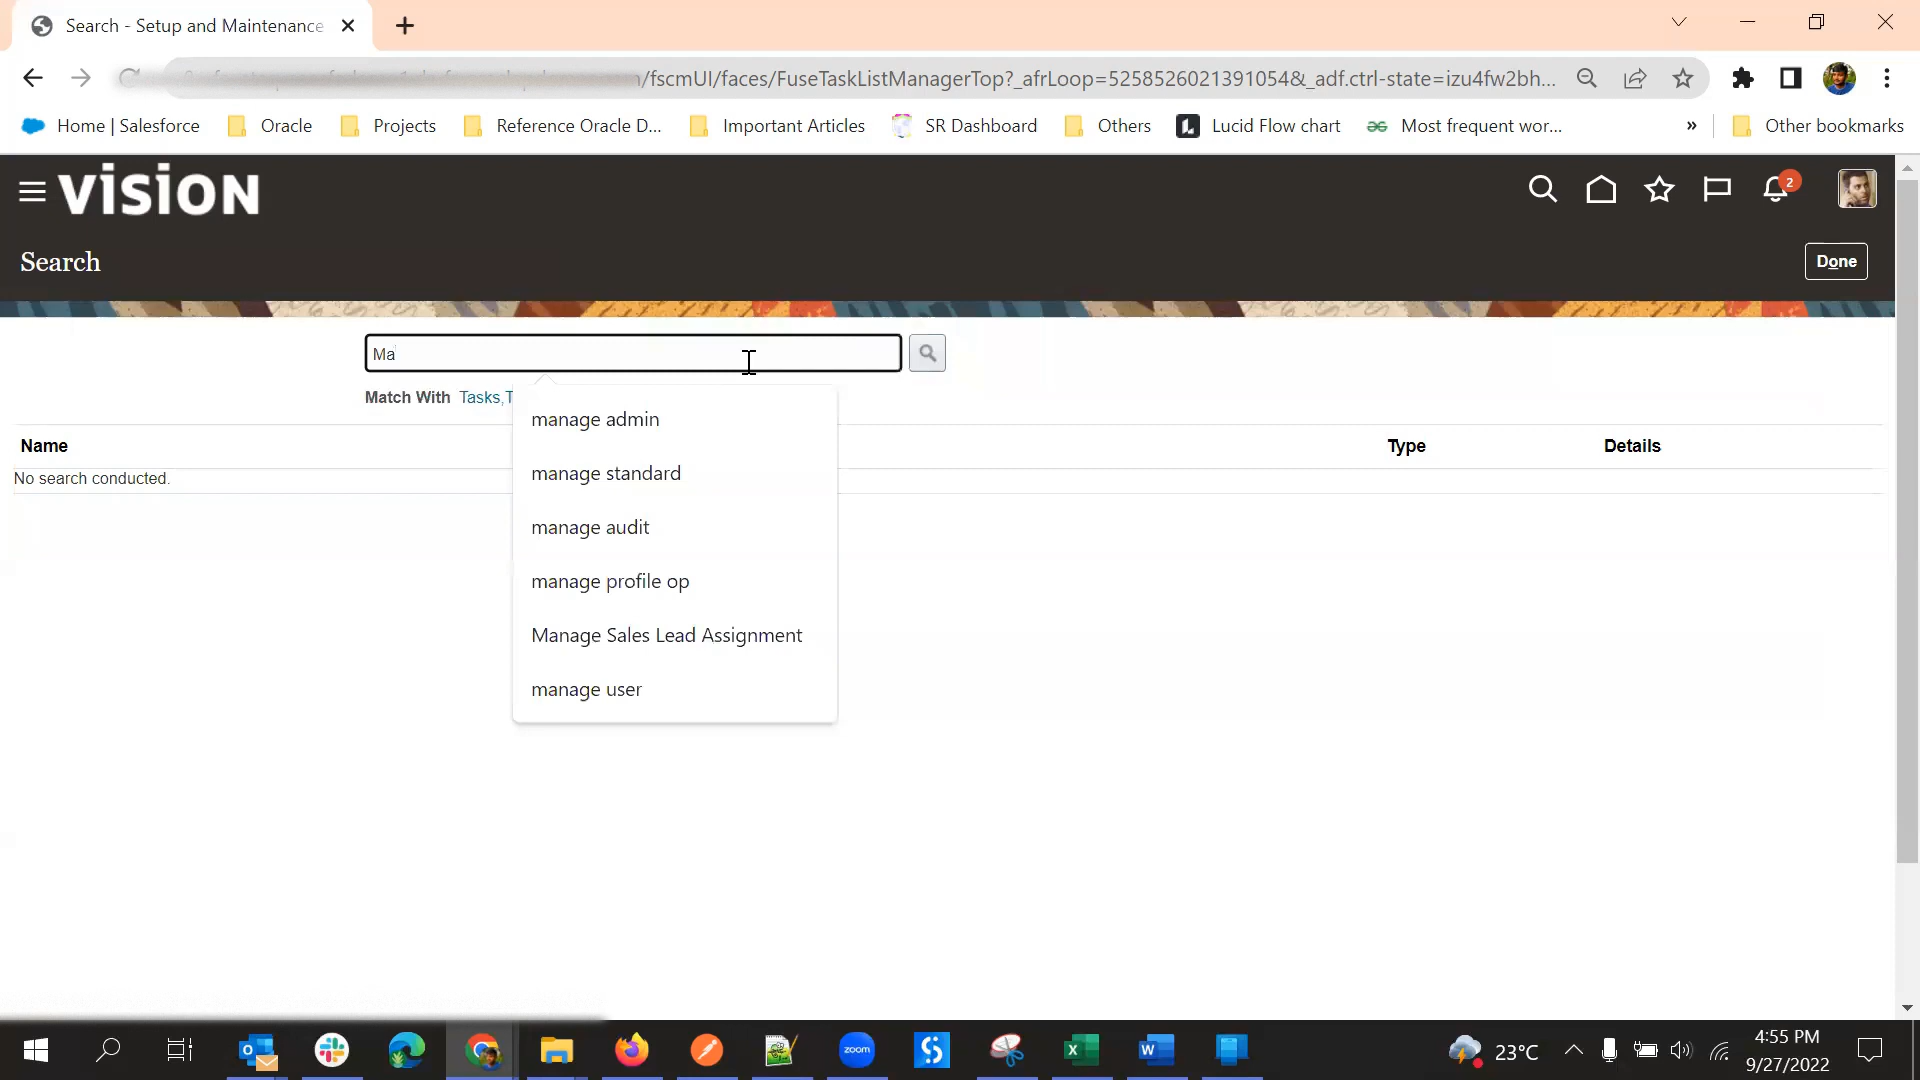 Search - Setup and Maintenance
/fscmUI/faces/FuseTaskListManagerTop?_afrLoop=5258526021391054&_adf.ctrl-state=izu4fw2bh...
Home | Salesforce Oracle Projects Reference Oracle D... Important Articles SR Dashboard Others Lucid Flow chart Most frequent wor... » Other bookmarks
VISION
2
Search
Done
Ma
Match With Tasks,T
manage admin
Name Type Details
manage standard
No search conducted.
manage audit
manage profile op
Manage Sales Lead Assignment
manage user
zoom
23°C
4:55 PM
9/27/2022